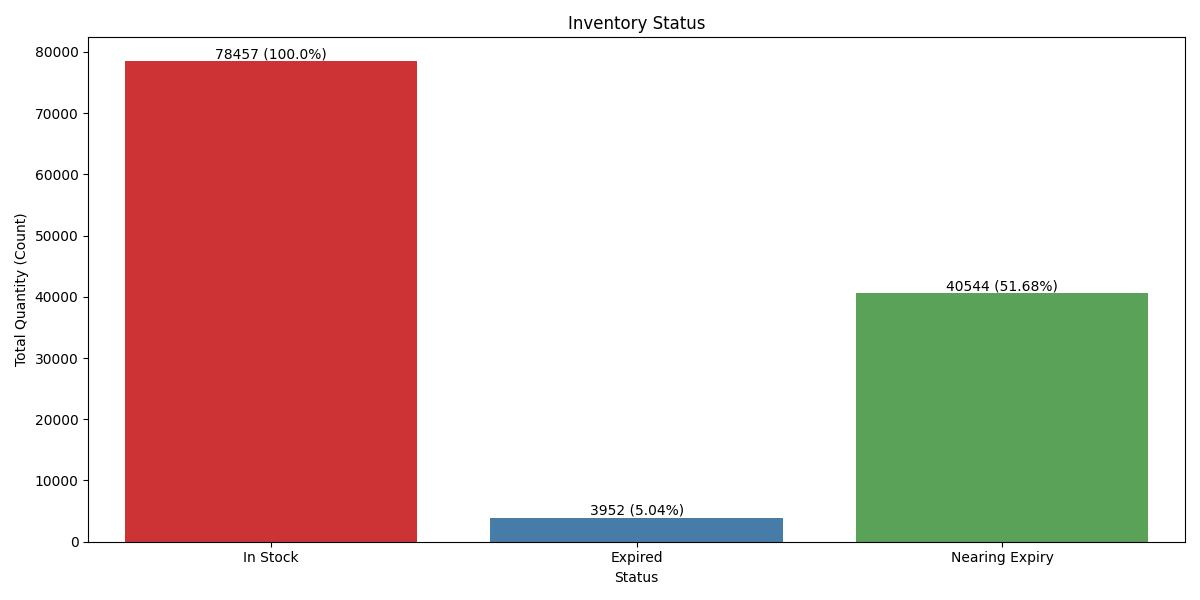 Inventory Status
Total Quantity (Count)
80000
70000
60000
50000
40000
30000
20000
10000
0
78457 (100.0%)
3952 (5.04%)
40544 (51.68%)
In Stock
Expired
Nearing Expiry
Status